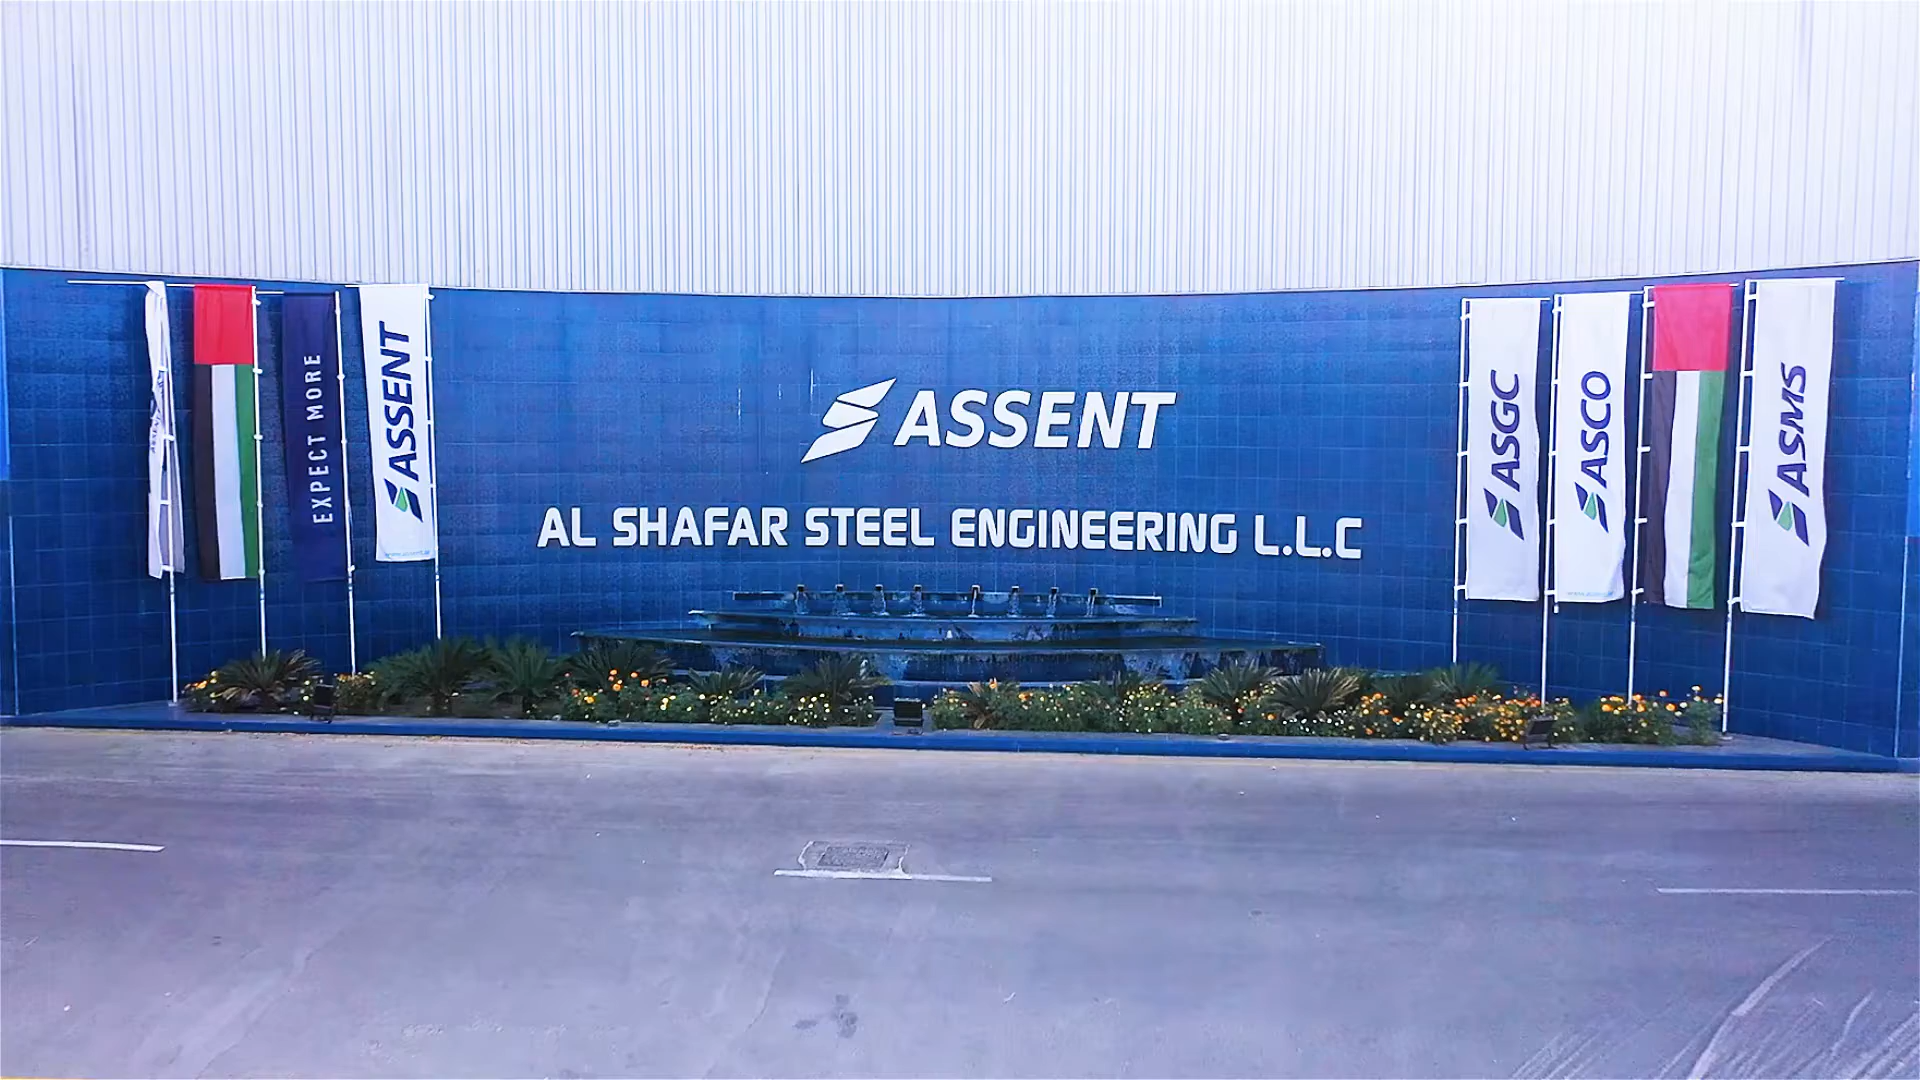 ASSENT
AL SHAFAR STEEL ENGINEERING L.L.C
EXPECT MORE
ASSENT
ASGC
ASCO
ASMS